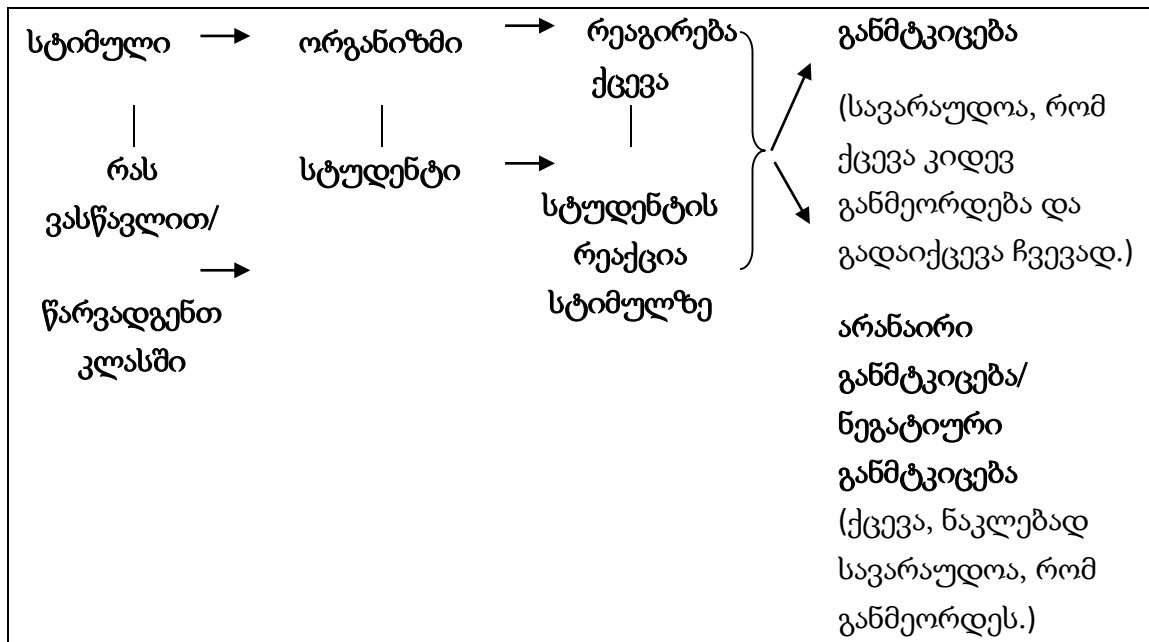 სტიმული
ორგანიზმი
რეაგირება
ქცევა
განმტკიცება
(სავარაუდოა, რომ
ქცევა კიდევ
განმეორდება და
გადაიქცევა ჩვევად.)
რას
ვასწავლით/
წარვადგენთ
კლასში
სტუდენტი
სტუდენტის
რეაქცია
სტიმულზე
არანაირი
განმტკიცება/
ნეგატიური
განმტკიცება
(ქცევა, ნაკლებად
სავარაუდოა, რომ
განმეორდეს.)